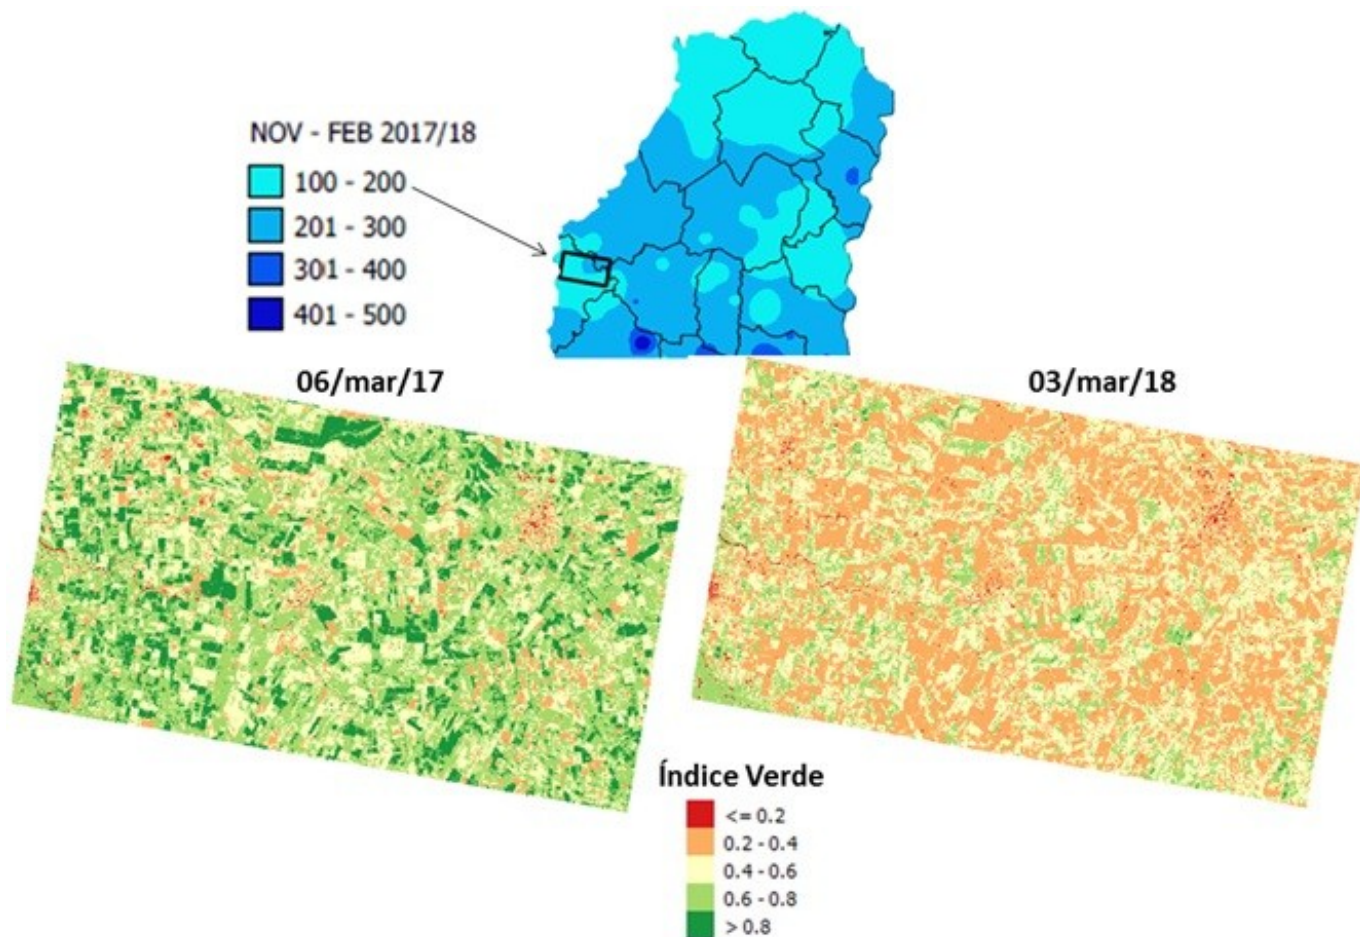 NOV - FEB 2017/18
100 - 200
201 - 300
301 - 400
401 - 500
06/mar/17
03/mar/18
Índice Verde
<= 0.2
0.2 - 0.4
0.4 - 0.6
0.6 - 0.8
> 0.8